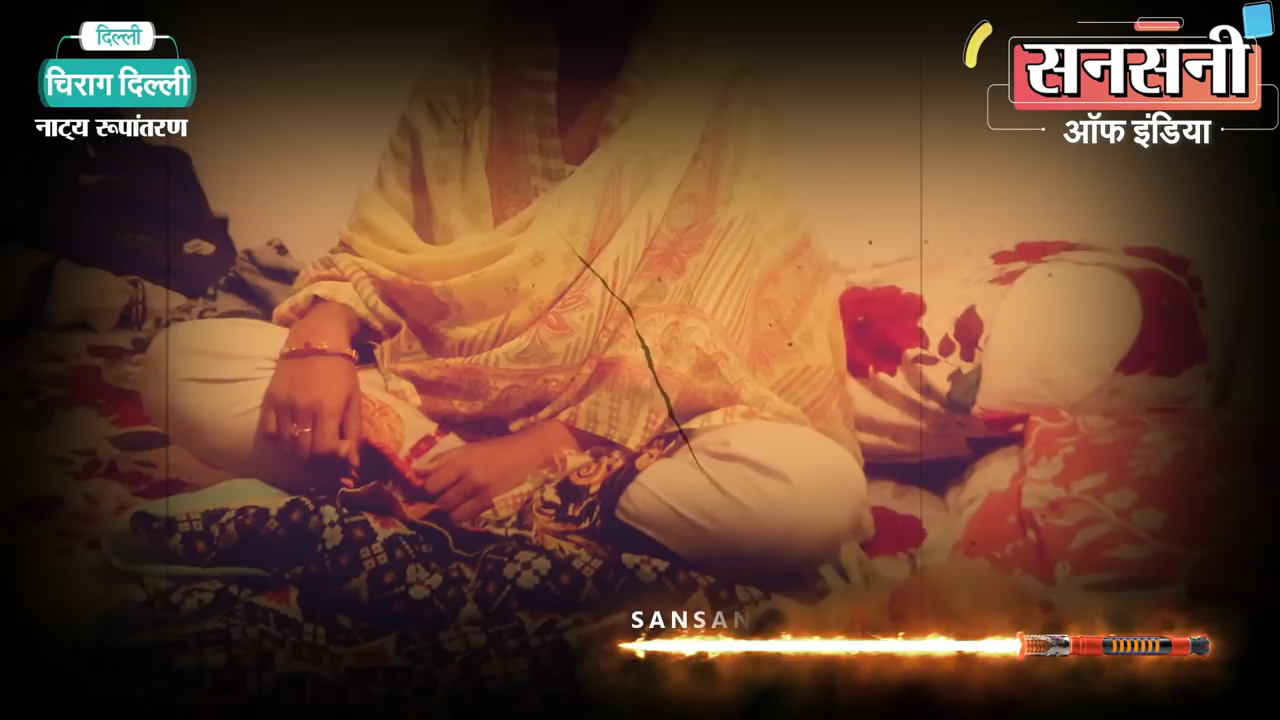 दिल्ली
चिराग दिल्ली
नाट्य रूपांतरण
सनसनी
ऑफ इंडिया
SANSAN